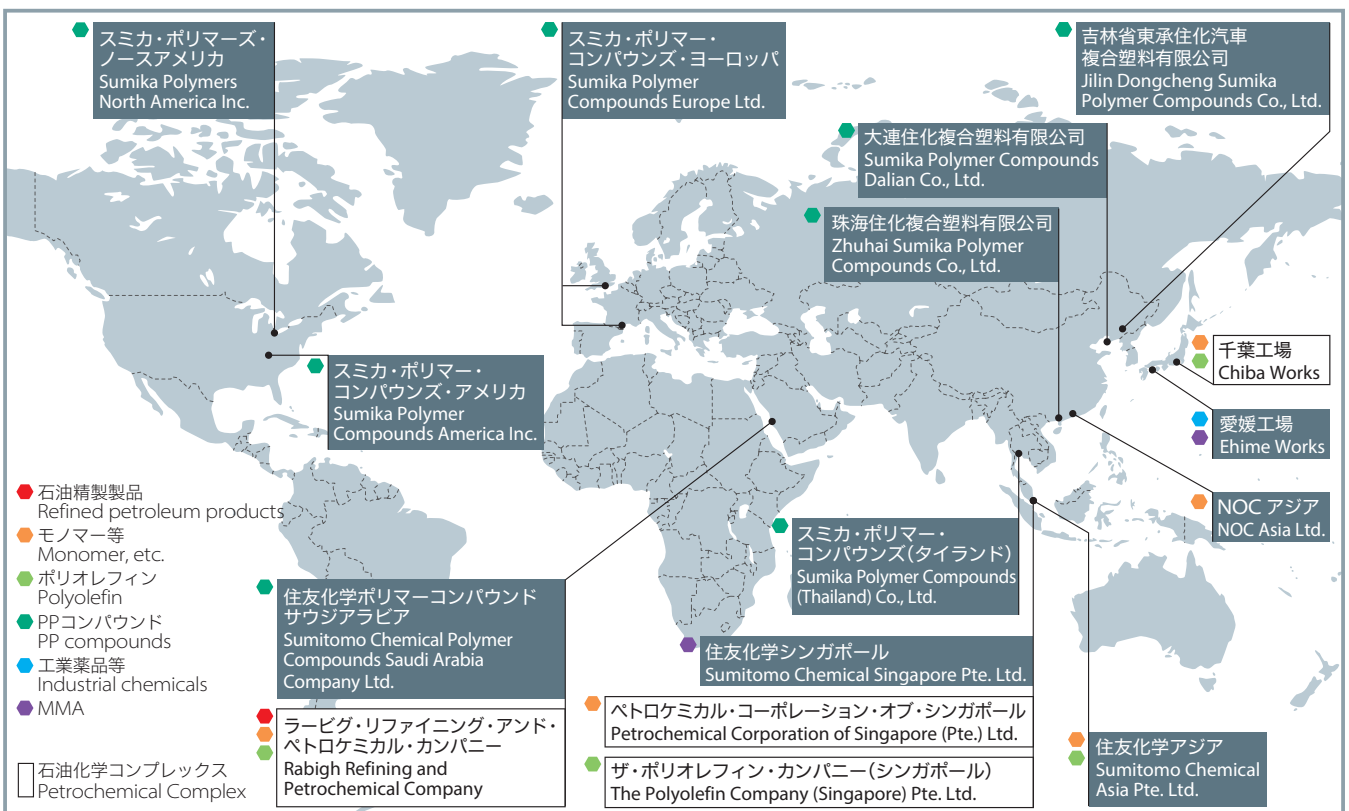 スミカ・ポリマーズ・
ノースアメリカ
Sumika Polymers
North America Inc.
スミカ・ポリマー・
コンパウンズ・ヨーロッパ
Sumika Polymer
Compounds Europe Ltd.
吉林省東承住化汽車
複合塑料有限公司
Jilin Dongcheng Sumika
Polymer Compounds Co., Ltd.
大連住化複合塑料有限公司
Sumika Polymer Compounds
Dalian Co., Ltd.
珠海住化複合塑料有限公司
Zhuhai Sumika Polymer
Compounds Co., Ltd.
千葉工場
Chiba Works
スミカ・ポリマー・
コンパウンズ・アメリカ
Sumika Polymer
Compounds America Inc.
愛媛工場
Ehime Works
NOC アジア
NOC Asia Ltd.
スミカ・ポリマー・
コンパウンズ(タイランド)
Sumika Polymer Compounds
(Thailand) Co., Ltd.
住友化学ポリマーコンパウンド
サウジアラビア
Sumitomo Chemical Polymer
Compounds Saudi Arabia
Company Ltd.
住友化学シンガポール
Sumitomo Chemical Singapore Pte. Ltd.
ラービグ・リファイニング・アンド・
ペトロケミカル・カンパニー
Rabigh Refining and
Petrochemical Company
ペトロケミカル・コーポレーション・オブ・シンガポール
Petrochemical Corporation of Singapore (Pte.) Ltd.
ザ・ポリオレフィン・カンパニー(シンガポール)
The Polyolefin Company (Singapore) Pte. Ltd.
住友化学アジア
Sumitomo Chemical
Asia Pte. Ltd.
石油精製製品
Refined petroleum products
モノマー等
Monomer, etc.
ポリオレフィン
Polyolefin
PPコンパウンド
PP compounds
工業薬品等
Industrial chemicals
MMA
石油化学コンプレックス
Petrochemical Complex